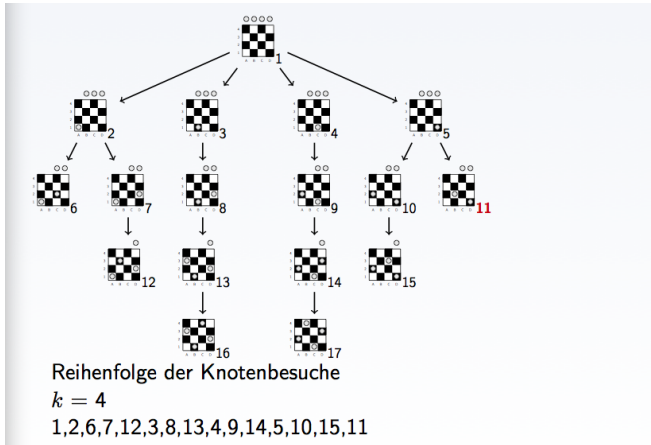 1
2 3 4 5
6 7 8 9 10 11
12 13 14 15
16 17
Reihenfolge der Knotenbesuche
k = 4
1,2,6,7,12,3,8,13,4,9,14,5,10,15,11